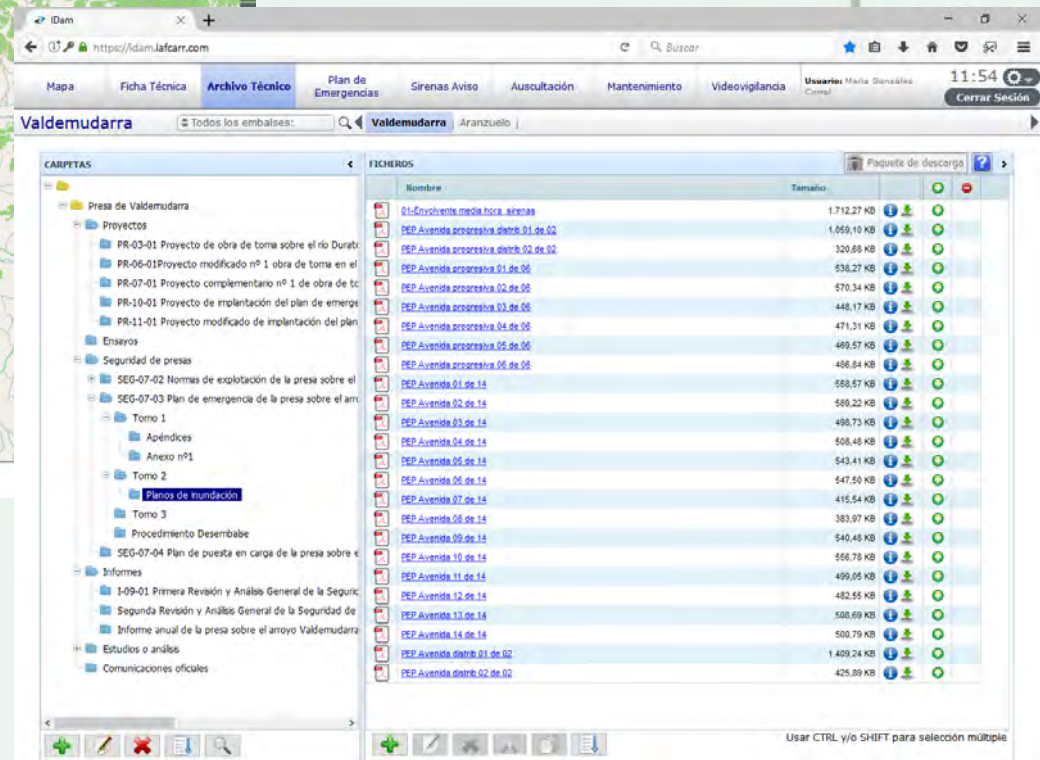 iDam
https://idam.lafcarr.com
Buscar
Mapa
Ficha Técnica
Archivo Técnico
Plan de Emergencias
Sirenas Aviso
Auscultación
Mantenimiento
Videovigilancia
Usuario: María González
11:54
Cerrar Sesión
Valdemudarra
Todos los embalses:
Valdemudarra
Aranzuelo
CARPETAS
Presa de Valdemudarra
Proyectos
PR-03-01 Proyecto de obra de toma sobre el río Durató
PR-06-01Proyecto modificado nº 1 obra de toma en el
PR-07-01 Proyecto complementario nº 1 de obra de to
PR-10-01 Proyecto de implantación del plan de emerge
PR-11-01 Proyecto modificado de implantación del plan
Ensayos
Seguridad de presas
SEG-07-02 Normas de explotación de la presa sobre el
SEG-07-03 Plan de emergencia de la presa sobre el arr
Tomo 1
Apéndices
Anexo nº1
Tomo 2
Planos de inundación
Tomo 3
Procedimiento Desembalse
SEG-07-04 Plan de puesta en carga de la presa sobre e
Informes
I-09-01 Primera Revisión y Análisis General de la Seguric
Segunda Revisión y Análisis General de la Seguridad de
Informe anual de la presa sobre el arroyo Valdemudarra
Estudios o análisis
Comunicaciones oficiales
FICHEROS
Paquete de descarga
Nombre Tamaño
01-Envolvente media hora_sirenas 1.712,27 KB
PEP Avenida progresiva distrib 01 de 02 1.059,10 KB
PEP Avenida progresiva distrib 02 de 02 320,68 KB
PEP Avenida progresiva 01 de 06 538,27 KB
PEP Avenida progresiva 02 de 06 570,34 KB
PEP Avenida progresiva 03 de 06 448,17 KB
PEP Avenida progresiva 04 de 06 471,31 KB
PEP Avenida progresiva 05 de 06 469,57 KB
PEP Avenida progresiva 06 de 06 486,84 KB
PEP Avenida 01 de 14 558,57 KB
PEP Avenida 02 de 14 589,22 KB
PEP Avenida 03 de 14 498,73 KB
PEP Avenida 04 de 14 508,48 KB
PEP Avenida 05 de 14 543,41 KB
PEP Avenida 06 de 14 547,50 KB
PEP Avenida 07 de 14 415,54 KB
PEP Avenida 08 de 14 383,97 KB
PEP Avenida 09 de 14 540,48 KB
PEP Avenida 10 de 14 556,78 KB
PEP Avenida 11 de 14 499,05 KB
PEP Avenida 12 de 14 482,55 KB
PEP Avenida 13 de 14 508,69 KB
PEP Avenida 14 de 14 500,79 KB
PEP Avenida distrib 01 de 02 1.409,24 KB
PEP Avenida distrib 02 de 02 425,89 KB
Usar CTRL y/o SHIFT para selección múltiple